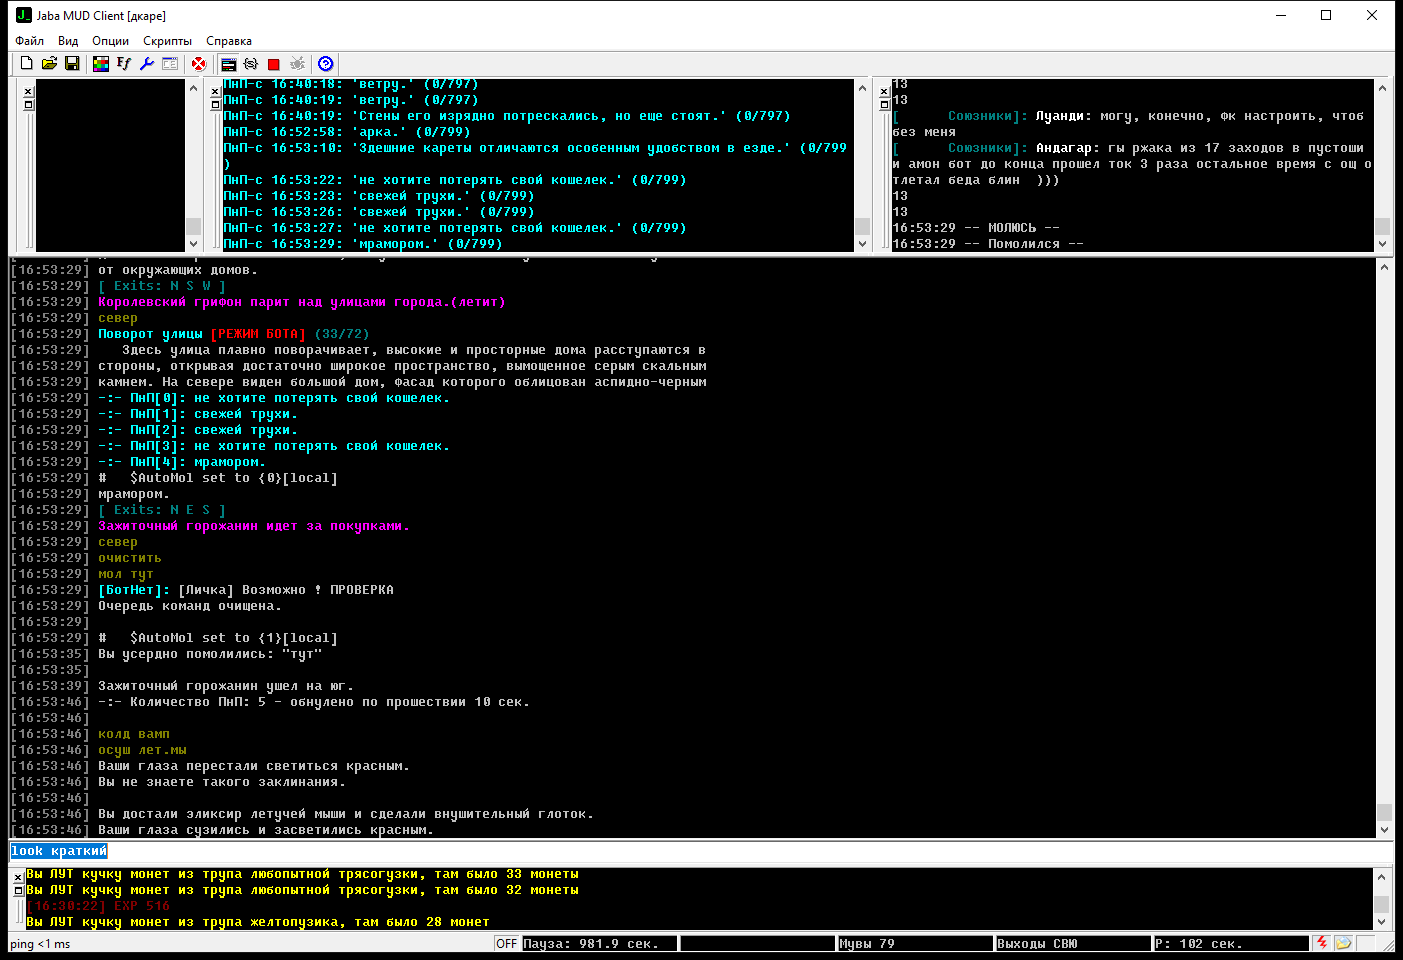 Jaba MUD Client [дкаре]
Файл Вид Опции Скрипты Справка
ПнП-с 16:40:18: 'ветру.' (0/797)
ПнП-с 16:40:19: 'ветру.' (0/797)
ПнП-с 16:40:19: 'Стены его изрядно потрескались, но еще стоят.' (0/797)
ПнП-с 16:52:58: 'арка.' (0/799)
ПнП-с 16:53:10: 'Здешние кареты отличаются особенным удобством в езде.' (0/799
)
ПнП-с 16:53:22: 'не хотите потерять свой кошелек.' (0/799)
ПнП-с 16:53:23: 'свежей трухи.' (0/799)
ПнП-с 16:53:26: 'свежей трухи.' (0/799)
ПнП-с 16:53:27: 'не хотите потерять свой кошелек.' (0/799)
ПнП-с 16:53:29: 'мрамором.' (0/799)
13
13
[ Союзники]: Луанди: могу, конечно, фк настроить, чтоб
без меня
[ Союзники]: Андагар: гы ржака из 17 заходов в пустоши
и амон бот до конца прошел ток 3 раза остальное время с ощ о
тлетал беда блин )))
13
13
16:53:29 -- МОЛЮСЬ --
16:53:29 -- Помолился --
[16:53:29] от окружающих домов.
[16:53:29] [ Exits: N S W ]
[16:53:29] Королевский грифон парит над улицами города.(летит)
[16:53:29] север
[16:53:29] Поворот улицы [РЕЖИМ БОТА] (33/72)
[16:53:29] Здесь улица плавно поворачивает, высокие и просторные дома расступаются в
[16:53:29] стороны, открывая достаточно широкое пространство, вымощенное серым скальным
[16:53:29] камнем. На севере виден большой дом, фасад которого облицован аспидно-черным
[16:53:29] -:- ПнП[0]: не хотите потерять свой кошелек.
[16:53:29] -:- ПнП[1]: свежей трухи.
[16:53:29] -:- ПнП[2]: свежей трухи.
[16:53:29] -:- ПнП[3]: не хотите потерять свой кошелек.
[16:53:29] -:- ПнП[4]: мрамором.
[16:53:29] # $AutoMol set to {0}[local]
[16:53:29] мрамором.
[16:53:29] [ Exits: N E S ]
[16:53:29] Зажиточный горожанин идет за покупками.
[16:53:29] север
[16:53:29] очистить
[16:53:29] мол тут
[16:53:29] [БотНет]: [Личка] Возможно ! ПРОВЕРКА
[16:53:29] Очередь команд очищена.
[16:53:29]
[16:53:29] # $AutoMol set to {1}[local]
[16:53:35] Вы усердно помолились: "тут"
[16:53:35]
[16:53:39] Зажиточный горожанин ушел на юг.
[16:53:46] -:- Количество ПнП: 5 - обнулено по прошествии 10 сек.
[16:53:46]
[16:53:46] колд вамп
[16:53:46] осуш лет.мы
[16:53:46] Ваши глаза перестали светиться красным.
[16:53:46] Вы не знаете такого заклинания.
[16:53:46]
[16:53:46] Вы достали эликсир летучей мыши и сделали внушительный глоток.
[16:53:46] Ваши глаза сузились и засветились красным.
look краткий
Вы ЛУТ кучку монет из трупа любопытной трясогузки, там было 33 монеты
Вы ЛУТ кучку монет из трупа любопытной трясогузки, там было 32 монеты
[16:38:22] EXP 516
Вы ЛУТ кучку монет из трупа желтопузика, там было 28 монет
ping <1 ms OFF Пауза: 981.9 сек. Мувы 79 Выходы СВЮ Р: 102 сек.